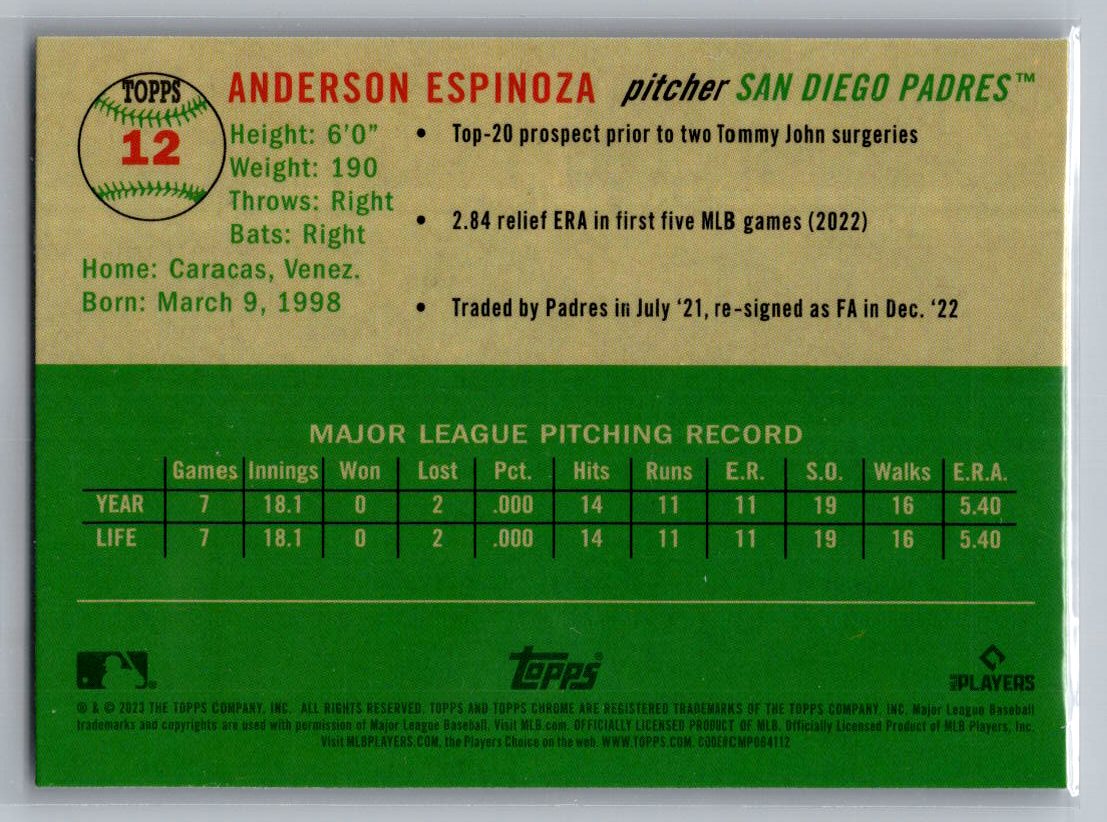 TOPPS
12
ANDERSON ESPINOZA pitcher SAN DIEGO PADRES™
Height: 6'0"
Weight: 190
Throws: Right
Bats: Right
Home: Caracas, Venez.
Born: March 9, 1998
• Top-20 prospect prior to two Tommy John surgeries
• 2.84 relief ERA in first five MLB games (2022)
• Traded by Padres in July '21, re-signed as FA in Dec. '22
MAJOR LEAGUE PITCHING RECORD
Games Innings Won Lost Pct. Hits Runs E.R. S.O. Walks E.R.A.
YEAR 7 18.1 0 2 .000 14 11 11 19 16 5.40
LIFE 7 18.1 0 2 .000 14 11 11 19 16 5.40
topps
MLB PLAYERS
® & © 2023 THE TOPPS COMPANY, INC. ALL RIGHTS RESERVED. TOPPS AND TOPPS CHROME ARE REGISTERED TRADEMARKS OF THE TOPPS COMPANY, INC. Major League Baseball
trademarks and copyrights are used with permission of Major League Baseball. Visit MLB.com. OFFICIALLY LICENSED PRODUCT OF MLB. Officially Licensed Product of MLB Players, Inc.
Visit MLBPLAYERS.COM, the Players Choice on the web. WWW.TOPPS.COM. CODE#CMP084112